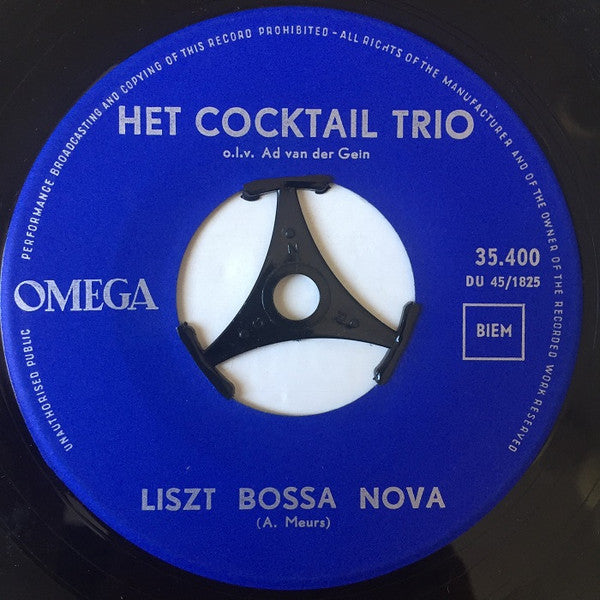 UNAUTHORISED PUBLIC PERFORMANCE BROADCASTING AND COPYING OF THIS RECORD PROHIBITED - ALL RIGHTS OF THE MANUFACTURER AND OF THE OWNER OF THE RECORDED WORK RESERVED
HET COCKTAIL TRIO
o.l.v. Ad van der Gein
OMEGA
35.400
DU 45/1825
BIEM
LISZT BOSSA NOVA
(A. Meurs)